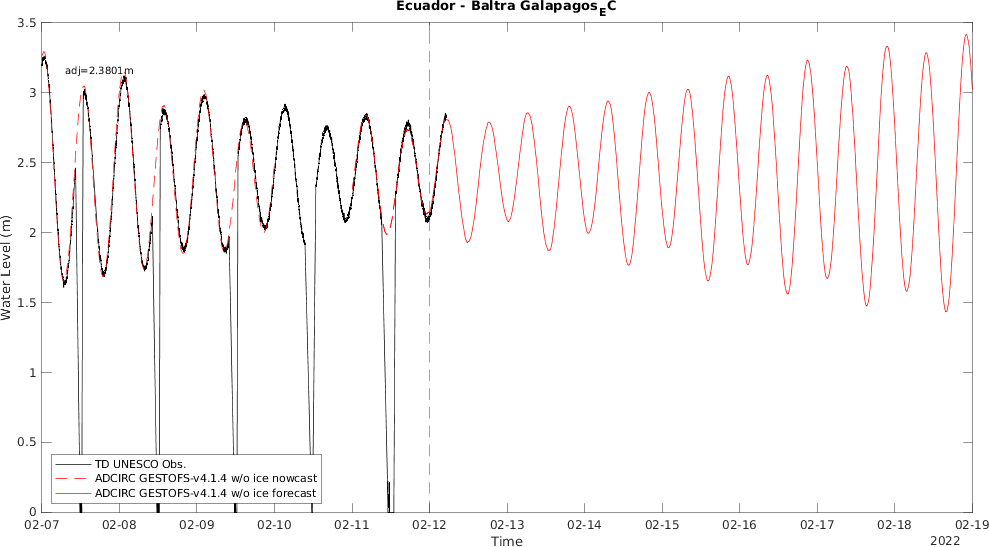 Ecuador - Baltra Galapagos_EC
3.5
3
2.5
2
1.5
1
0.5
0
Water Level (m)
adj=2.3801m
TD UNESCO Obs.
ADCIRC GESTOFS-v4.1.4 w/o ice nowcast
ADCIRC GESTOFS-v4.1.4 w/o ice forecast
02-07 02-08 02-09 02-10 02-11 02-12 02-13 02-14 02-15 02-16 02-17 02-18 02-19
Time
2022